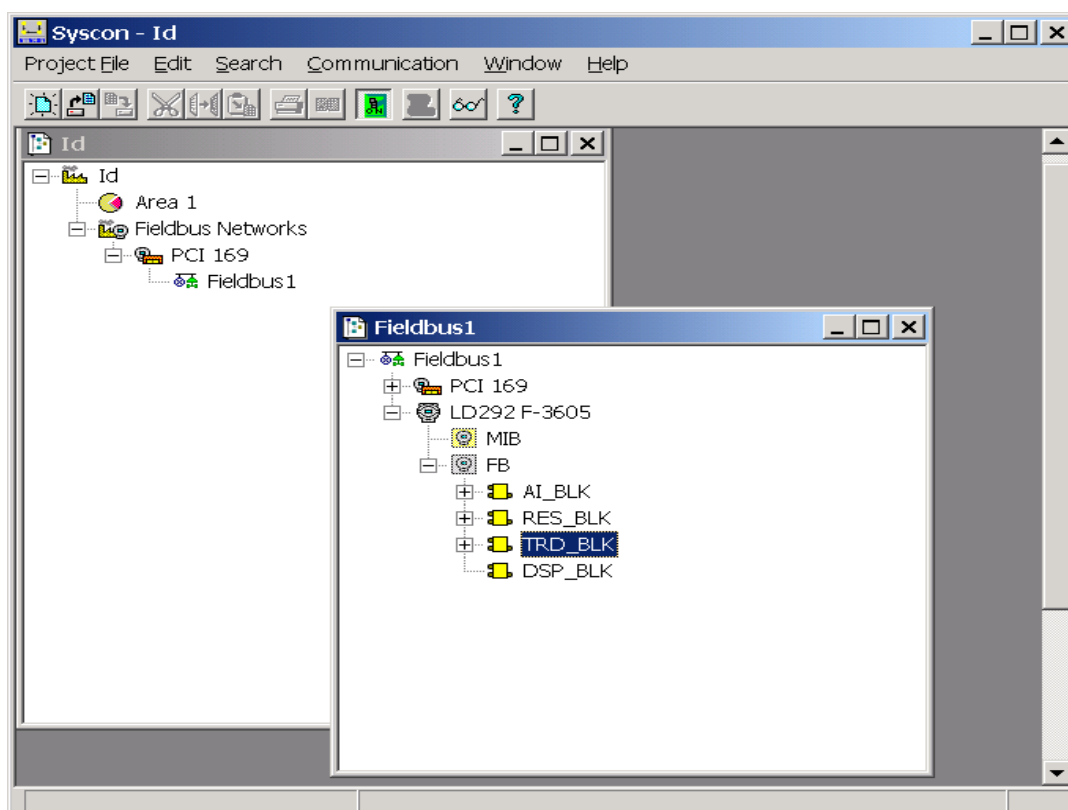 Syscon - Id
Project File Edit Search Communication Window Help
Id
Id
Area 1
Fieldbus Networks
PCI 169
Fieldbus1
Fieldbus1
Fieldbus1
PCI 169
LD292 F-3605
MIB
FB
AI_BLK
RES_BLK
TRD_BLK
DSP_BLK